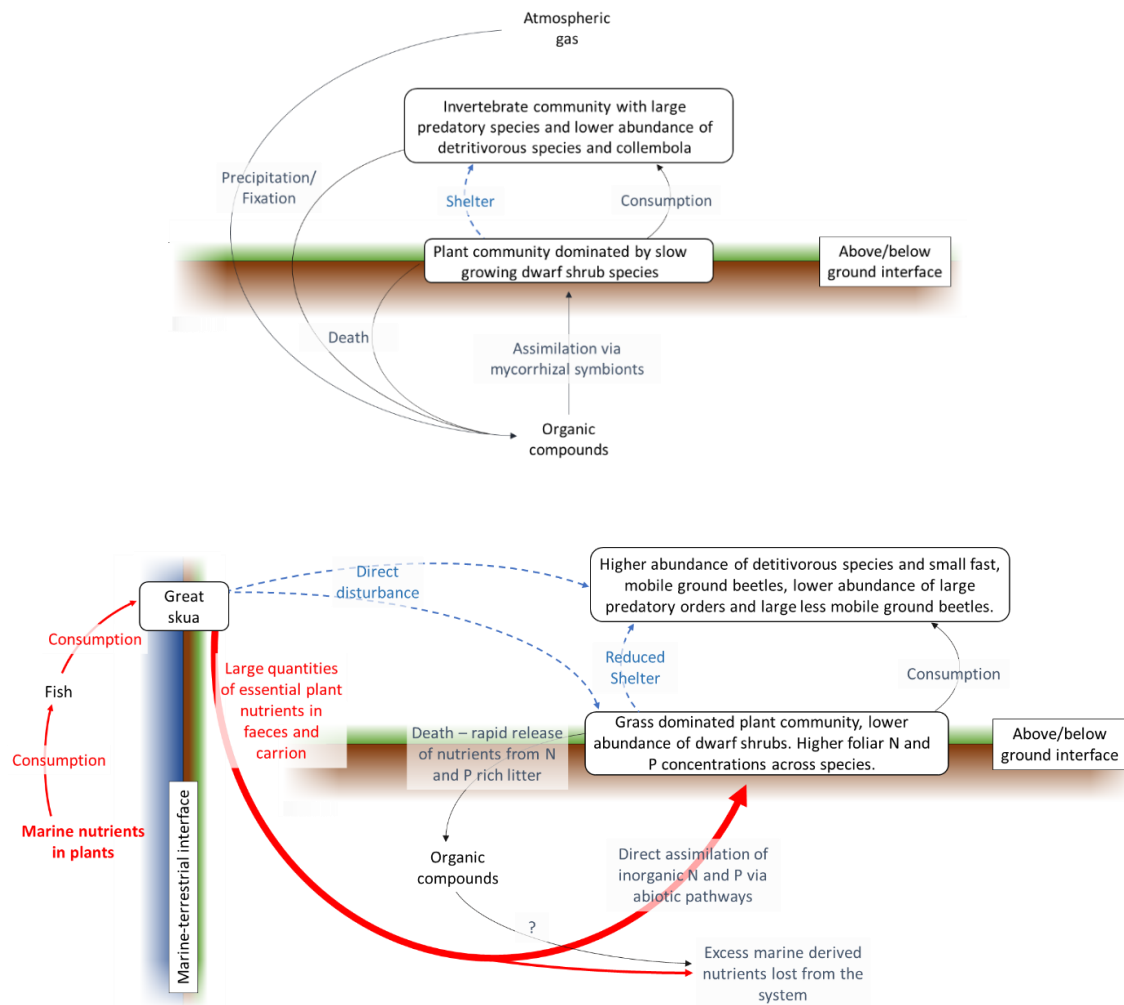 Atmospheric
gas
Invertebrate community with large
predatory species and lower abundance of
detritivorous species and collembola
Precipitation/
Fixation
Shelter
Consumption
Plant community dominated by slow
growing dwarf shrub species
Above/below
ground interface
Death
Assimilation via
mycorrhizal symbionts
Organic
compounds
Great
skua
Direct
disturbance
Higher abundance of detitivorous species and small fast,
mobile ground beetles, lower abundance of large
predatory orders and large less mobile ground beetles.
Consumption
Fish
Consumption
Marine nutrients
in plants
Marine-terrestrial interface
Large quantities
of essential plant
nutrients in
faeces and
carrion
Reduced
Shelter
Consumption
Death – rapid release
of nutrients from N
and P rich litter
Grass dominated plant community, lower
abundance of dwarf shrubs. Higher foliar N and
P concentrations across species.
Above/below
ground interface
Organic
compounds
Direct assimilation of
inorganic N and P via
abiotic pathways
?
Excess marine derived
nutrients lost from the
system